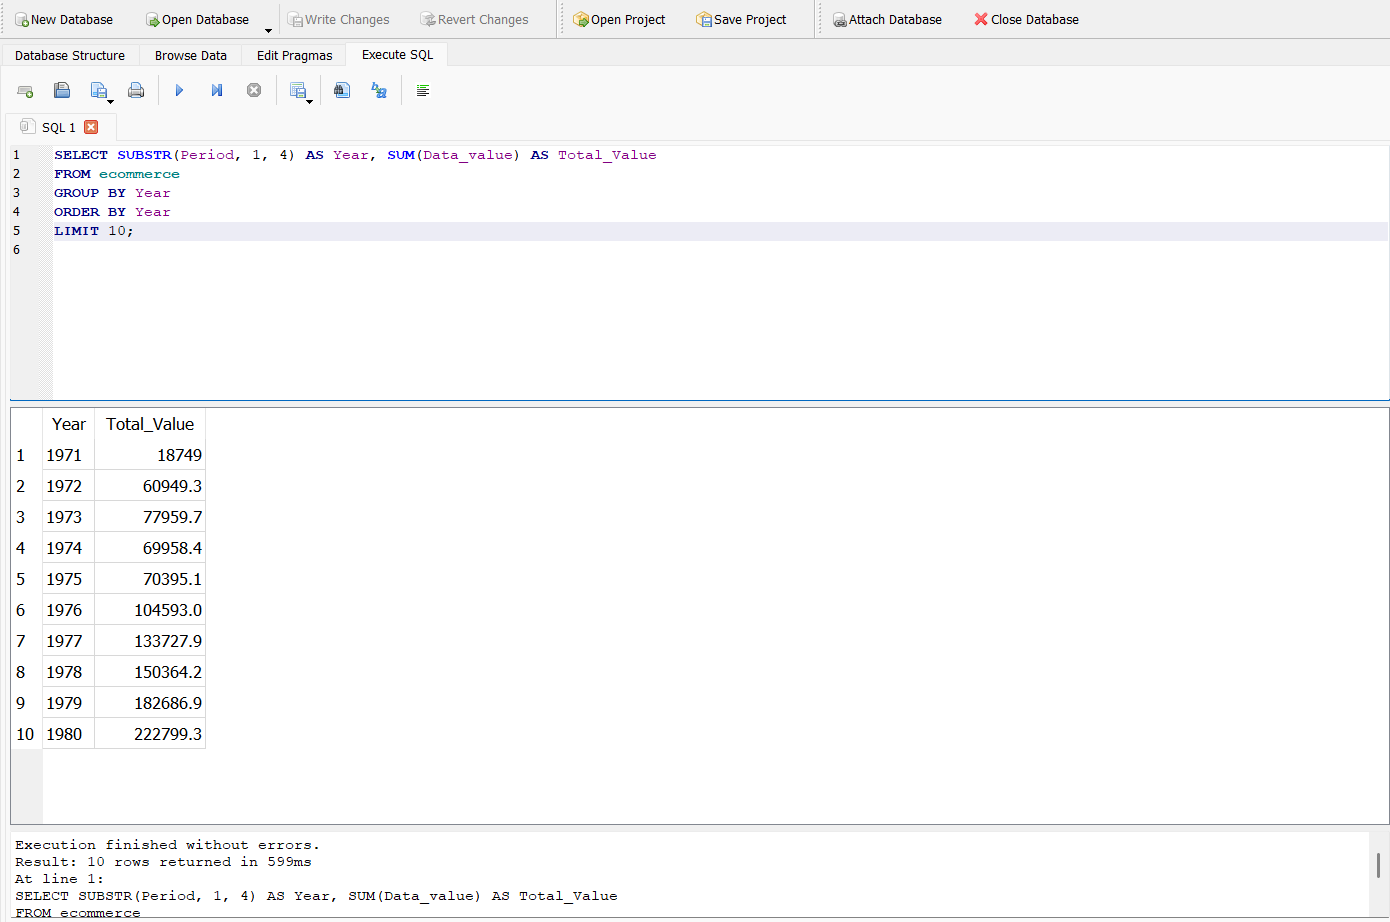 New Database Open Database Write Changes Revert Changes Open Project Save Project Attach Database Close Database
Database Structure Browse Data Edit Pragmas Execute SQL
SQL 1
1 SELECT SUBSTR(Period, 1, 4) AS Year, SUM(Data_value) AS Total_Value
2 FROM ecommerce
3 GROUP BY Year
4 ORDER BY Year
5 LIMIT 10;
6
Year Total_Value
1 1971 18749
2 1972 60949.3
3 1973 77959.7
4 1974 69958.4
5 1975 70395.1
6 1976 104593.0
7 1977 133727.9
8 1978 150364.2
9 1979 182686.9
10 1980 222799.3
Execution finished without errors.
Result: 10 rows returned in 599ms
At line 1:
SELECT SUBSTR(Period, 1, 4) AS Year, SUM(Data_value) AS Total_Value
FROM ecommerce